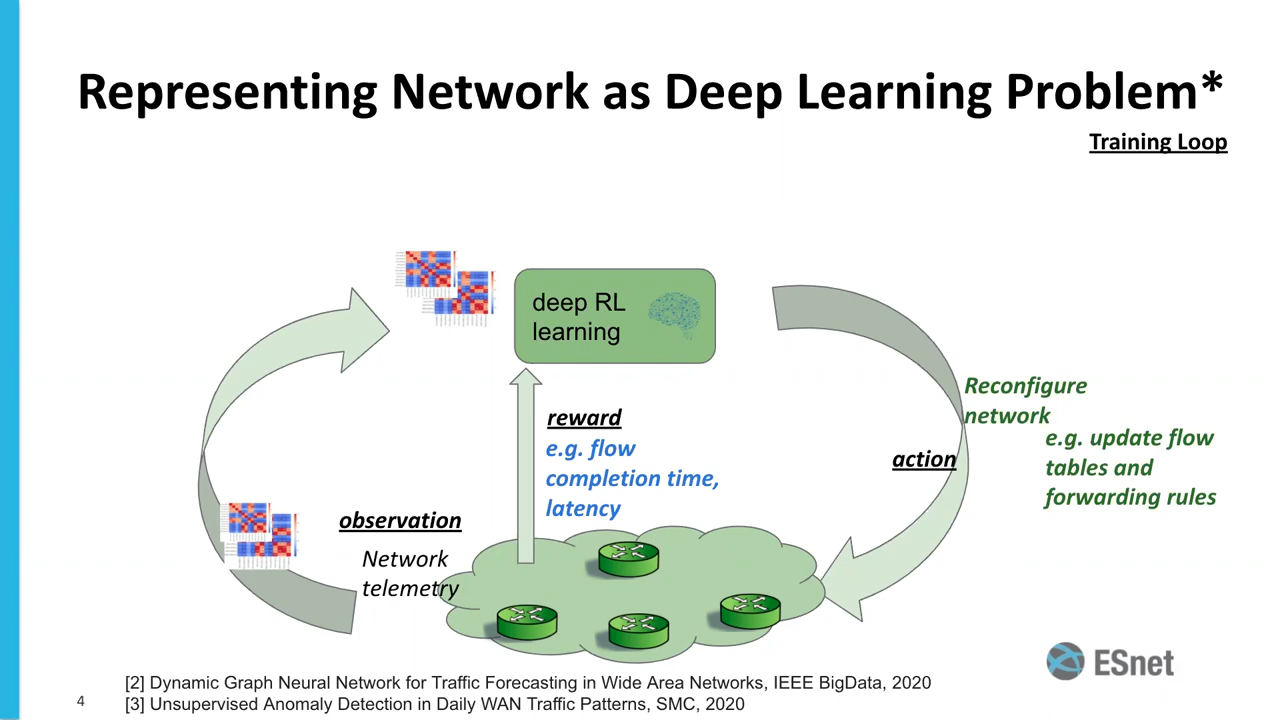 Representing Network as Deep Learning Problem*
Training Loop
deep RL
learning
reward
e.g. flow
completion time,
latency
observation
Network
telemetry
action
Reconfigure
network
e.g. update flow
tables and
forwarding rules
ESnet
[2] Dynamic Graph Neural Network for Traffic Forecasting in Wide Area Networks, IEEE BigData, 2020
[3] Unsupervised Anomaly Detection in Daily WAN Traffic Patterns, SMC, 2020
4